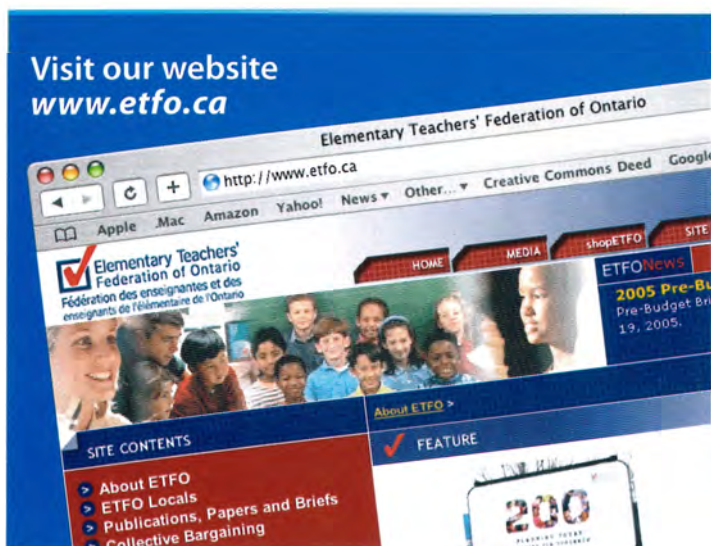 Visit our website
www.etfo.ca
Elementary Teachers' Federation of Ontario
http://www.etfo.ca
Apple .Mac Amazon Yahoo! News Other... Creative Commons Deed Google
Elementary Teachers'
Federation of Ontario
Fédération des enseignantes et des
enseignants de l'élémentaire de l'Ontario
HOME MEDIA shopETFO SITE
ETFONews
2005 Pre-Bu
Pre-Budget Bri
19, 2005.
About ETFO >
SITE CONTENTS
FEATURE
About ETFO
ETFO Locals
Publications, Papers and Briefs
Collective Bargaining
200
PLANNING TODAY